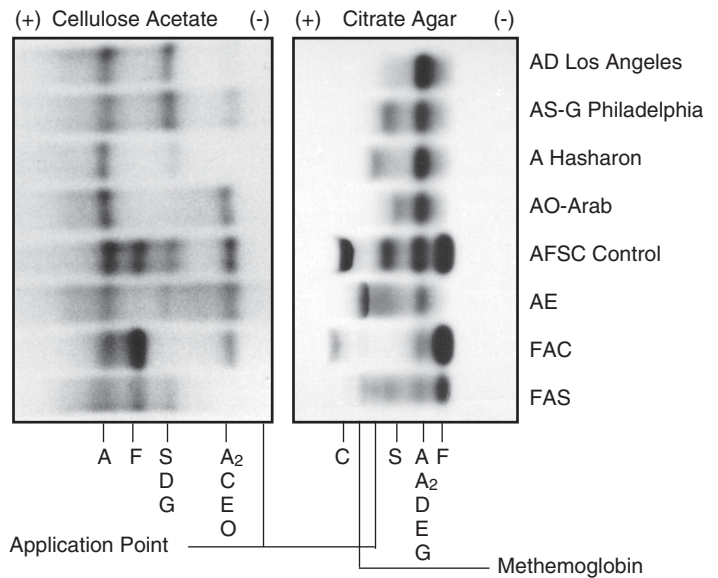 (+) Cellulose Acetate (-)
(+) Citrate Agar (-)
AD Los Angeles
AS-G Philadelphia
A Hasharon
AO-Arab
AFSC Control
AE
FAC
FAS
A F S A2
D C
G E
O
C S A F
A2
D
E
G
Application Point
Methemoglobin